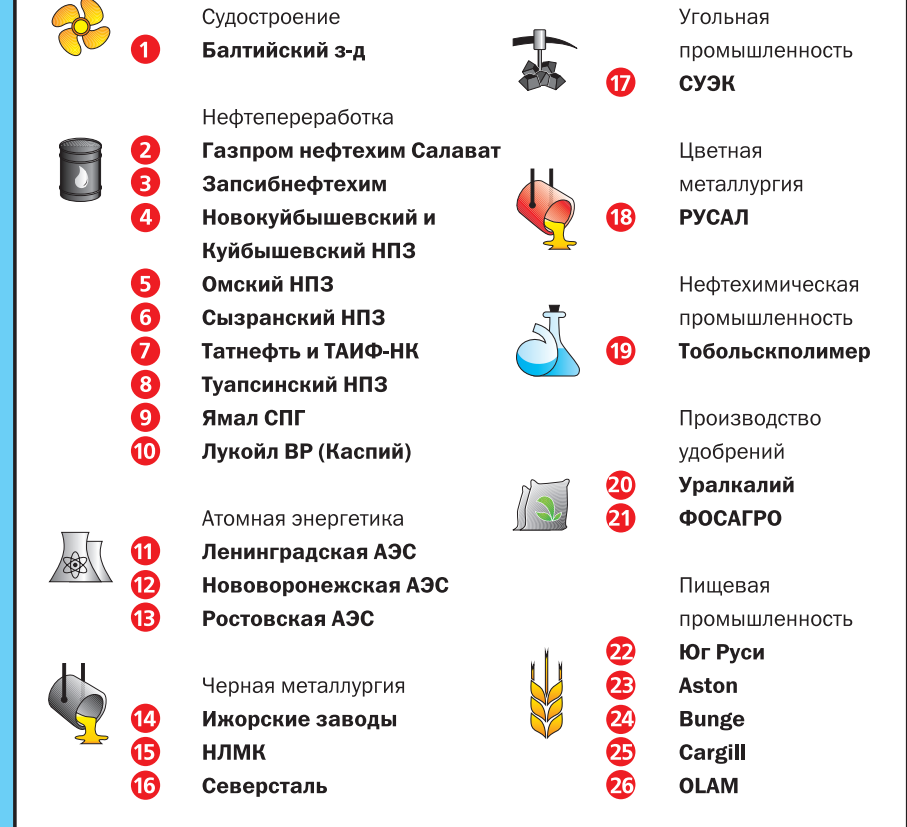 Судостроение
1 Балтийский з-д
Нефтепереработка
2 Газпром нефтехим Салават
3 Запсибнефтехим
4 Новокуйбышевский и
Куйбышевский НПЗ
5 Омский НПЗ
6 Сызранский НПЗ
7 Татнефть и ТАИФ-НК
8 Туапсинский НПЗ
9 Ямал СПГ
10 Лукойл ВР (Каспий)
Атомная энергетика
11 Ленинградская АЭС
12 Нововоронежская АЭС
13 Ростовская АЭС
Черная металлургия
14 Ижорские заводы
15 НЛМК
16 Северсталь
Угольная
промышленность
17 СУЭК
Цветная
металлургия
18 РУСАЛ
Нефтехимическая
промышленность
19 Тобольскполимер
Производство
удобрений
20 Уралкалий
21 ФОСАГРО
Пищевая
промышленность
22 Юг Руси
23 Aston
24 Bunge
25 Cargill
26 OLAM